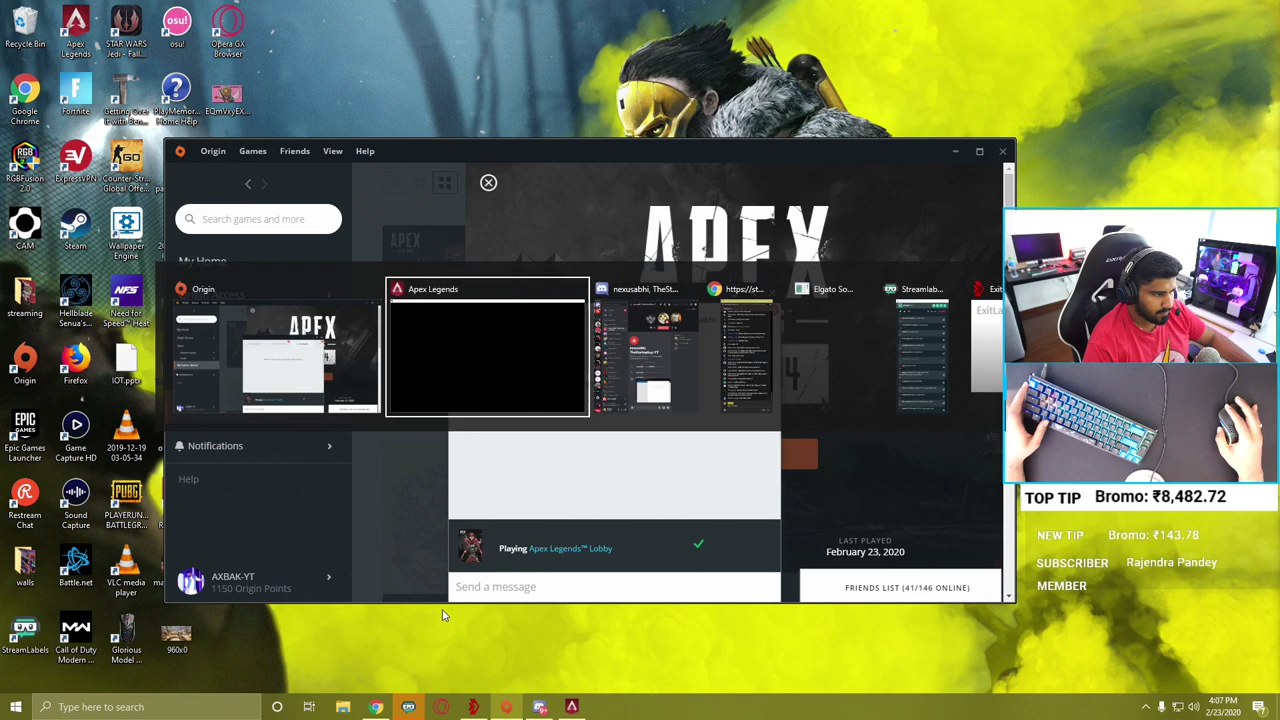 Recycle Bin
Apex Legends
STAR WARS Jedi - Fall...
osu!
Opera GX Browser
Google Chrome
Fortnite
Getting Over It with Ben...
PlayMemor... Home Help
EQmVxyEX...
RGBFusion 2.0
ExpressVPN
Counter-Str... Global Offe...
CAM
Steam
Wallpaper Engine
streaming
Hellblade Senua's...
Need for Speed™ Heat
Origin
Firefox
IOT.pptx
Epic Games Launcher
Game Capture HD
2019-12-19 03-05-34
Restream Chat
Sound Capture
PLAYERUN... BATTLEGR...
walls
Battle.net
VLC media player
StreamLabels
Call of Duty Modern ...
Glorious Model ...
960x0
Origin Games Friends View Help
Search games and more
My Home
APEX
Origin
Apex Legends
nexusabhi, TheSt...
https://st...
Elgato So...
Streamlab...
Exit
ExitLa
Notifications
Help
AXBAK-YT
1150 Origin Points
Playing Apex Legends™ Lobby
Send a message
LAST PLAYED
February 23, 2020
FRIENDS LIST (41/146 ONLINE)
TOP TIP Bromo: ₹8,482.72
NEW TIP Bromo: ₹143.78
SUBSCRIBER Rajendra Pandey
MEMBER
Type here to search
4:07 PM
2/23/2020